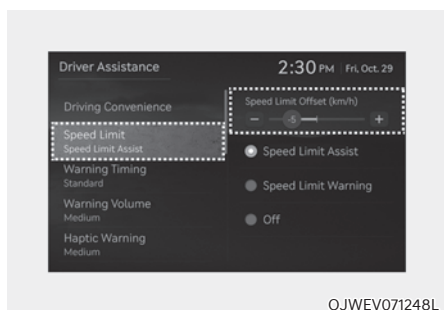 Driver Assistance
2:30 PM Fri, Oct. 29
Driving Convenience
Speed Limit
Speed Limit Assist
Warning Timing
Standard
Warning Volume
Medium
Haptic Warning
Medium
Speed Limit Offset (km/h)
− -5 +
Speed Limit Assist
Speed Limit Warning
Off
OJWEV071248L